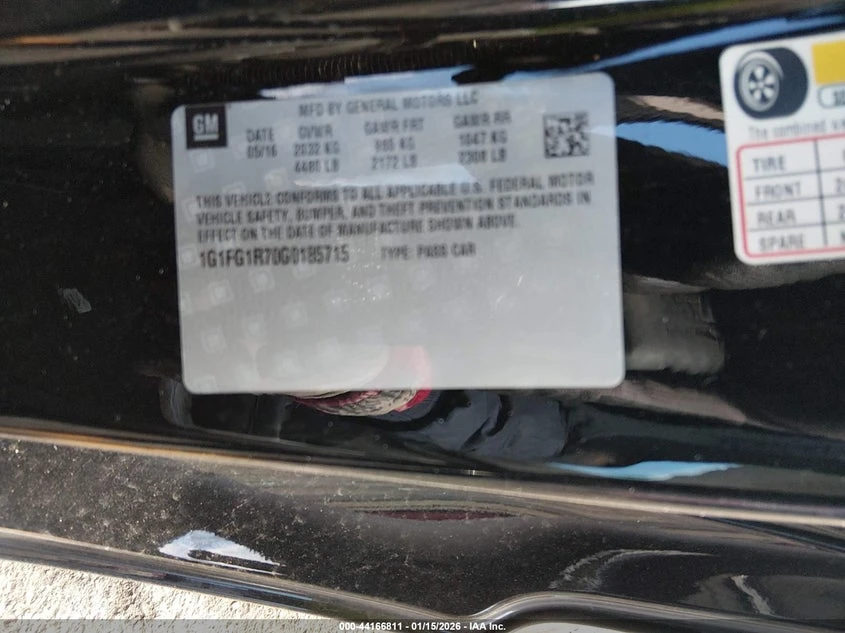 MFD BY GENERAL MOTORS LLC
GM
DATE GVWR GAWR FRT GAWR RR
05/16 2032 KG 985 KG 1047 KG
4480 LB 2172 LB 2308 LB
THIS VEHICLE CONFORMS TO ALL APPLICABLE U.S. FEDERAL MOTOR
VEHICLE SAFETY, BUMPER, AND THEFT PREVENTION STANDARDS IN
EFFECT ON THE DATE OF MANUFACTURE SHOWN ABOVE.
1G1FG1R70G0185715 TYPE: PASS CAR
The combined
TIRE
FRONT
REAR
SPARE
000-44166811 - 01/15/2026 - IAA Inc.